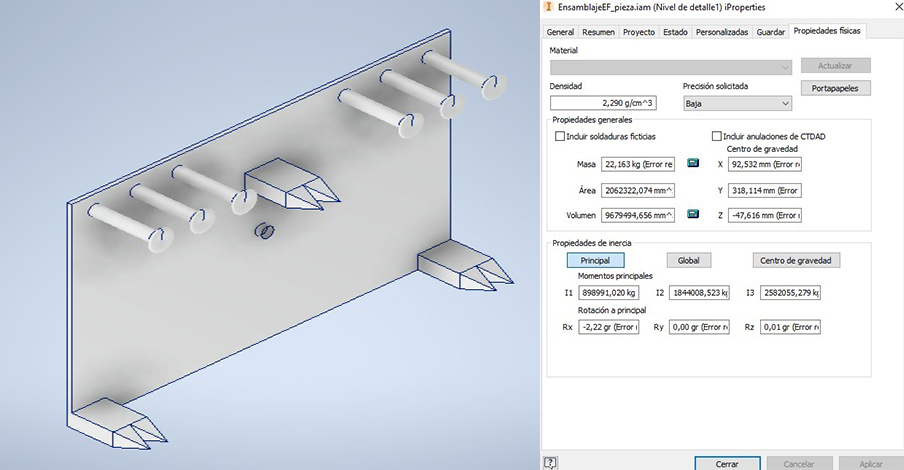 EnsamblajeEF_pieza.iam (Nivel de detalle1) iProperties
General Resumen Proyecto Estado Personalizadas Guardar Propiedades físicas
Material
Actualizar
Densidad Precisión solicitada Portapapeles
2,290 g/cm^3 Baja
Propiedades generales
Incluir soldaduras ficticias Incluir anulaciones de CTDAD
Centro de gravedad
Masa 22,163 kg (Error re X 92,532 mm (Error r
Área 2062322,074 mm^ Y 318,114 mm (Error
Volumen 9679494,656 mm^ Z -47,616 mm (Error
Propiedades de inercia
Principal Global Centro de gravedad
Momentos principales
I1 898991,020 kg I2 1844008,523 kg I3 2582055,279 kg
Rotación a principal
Rx -2,22 gr (Error Ry 0,00 gr (Error r Rz 0,01 gr (Error r
? Cerrar Cancelar Aplicar